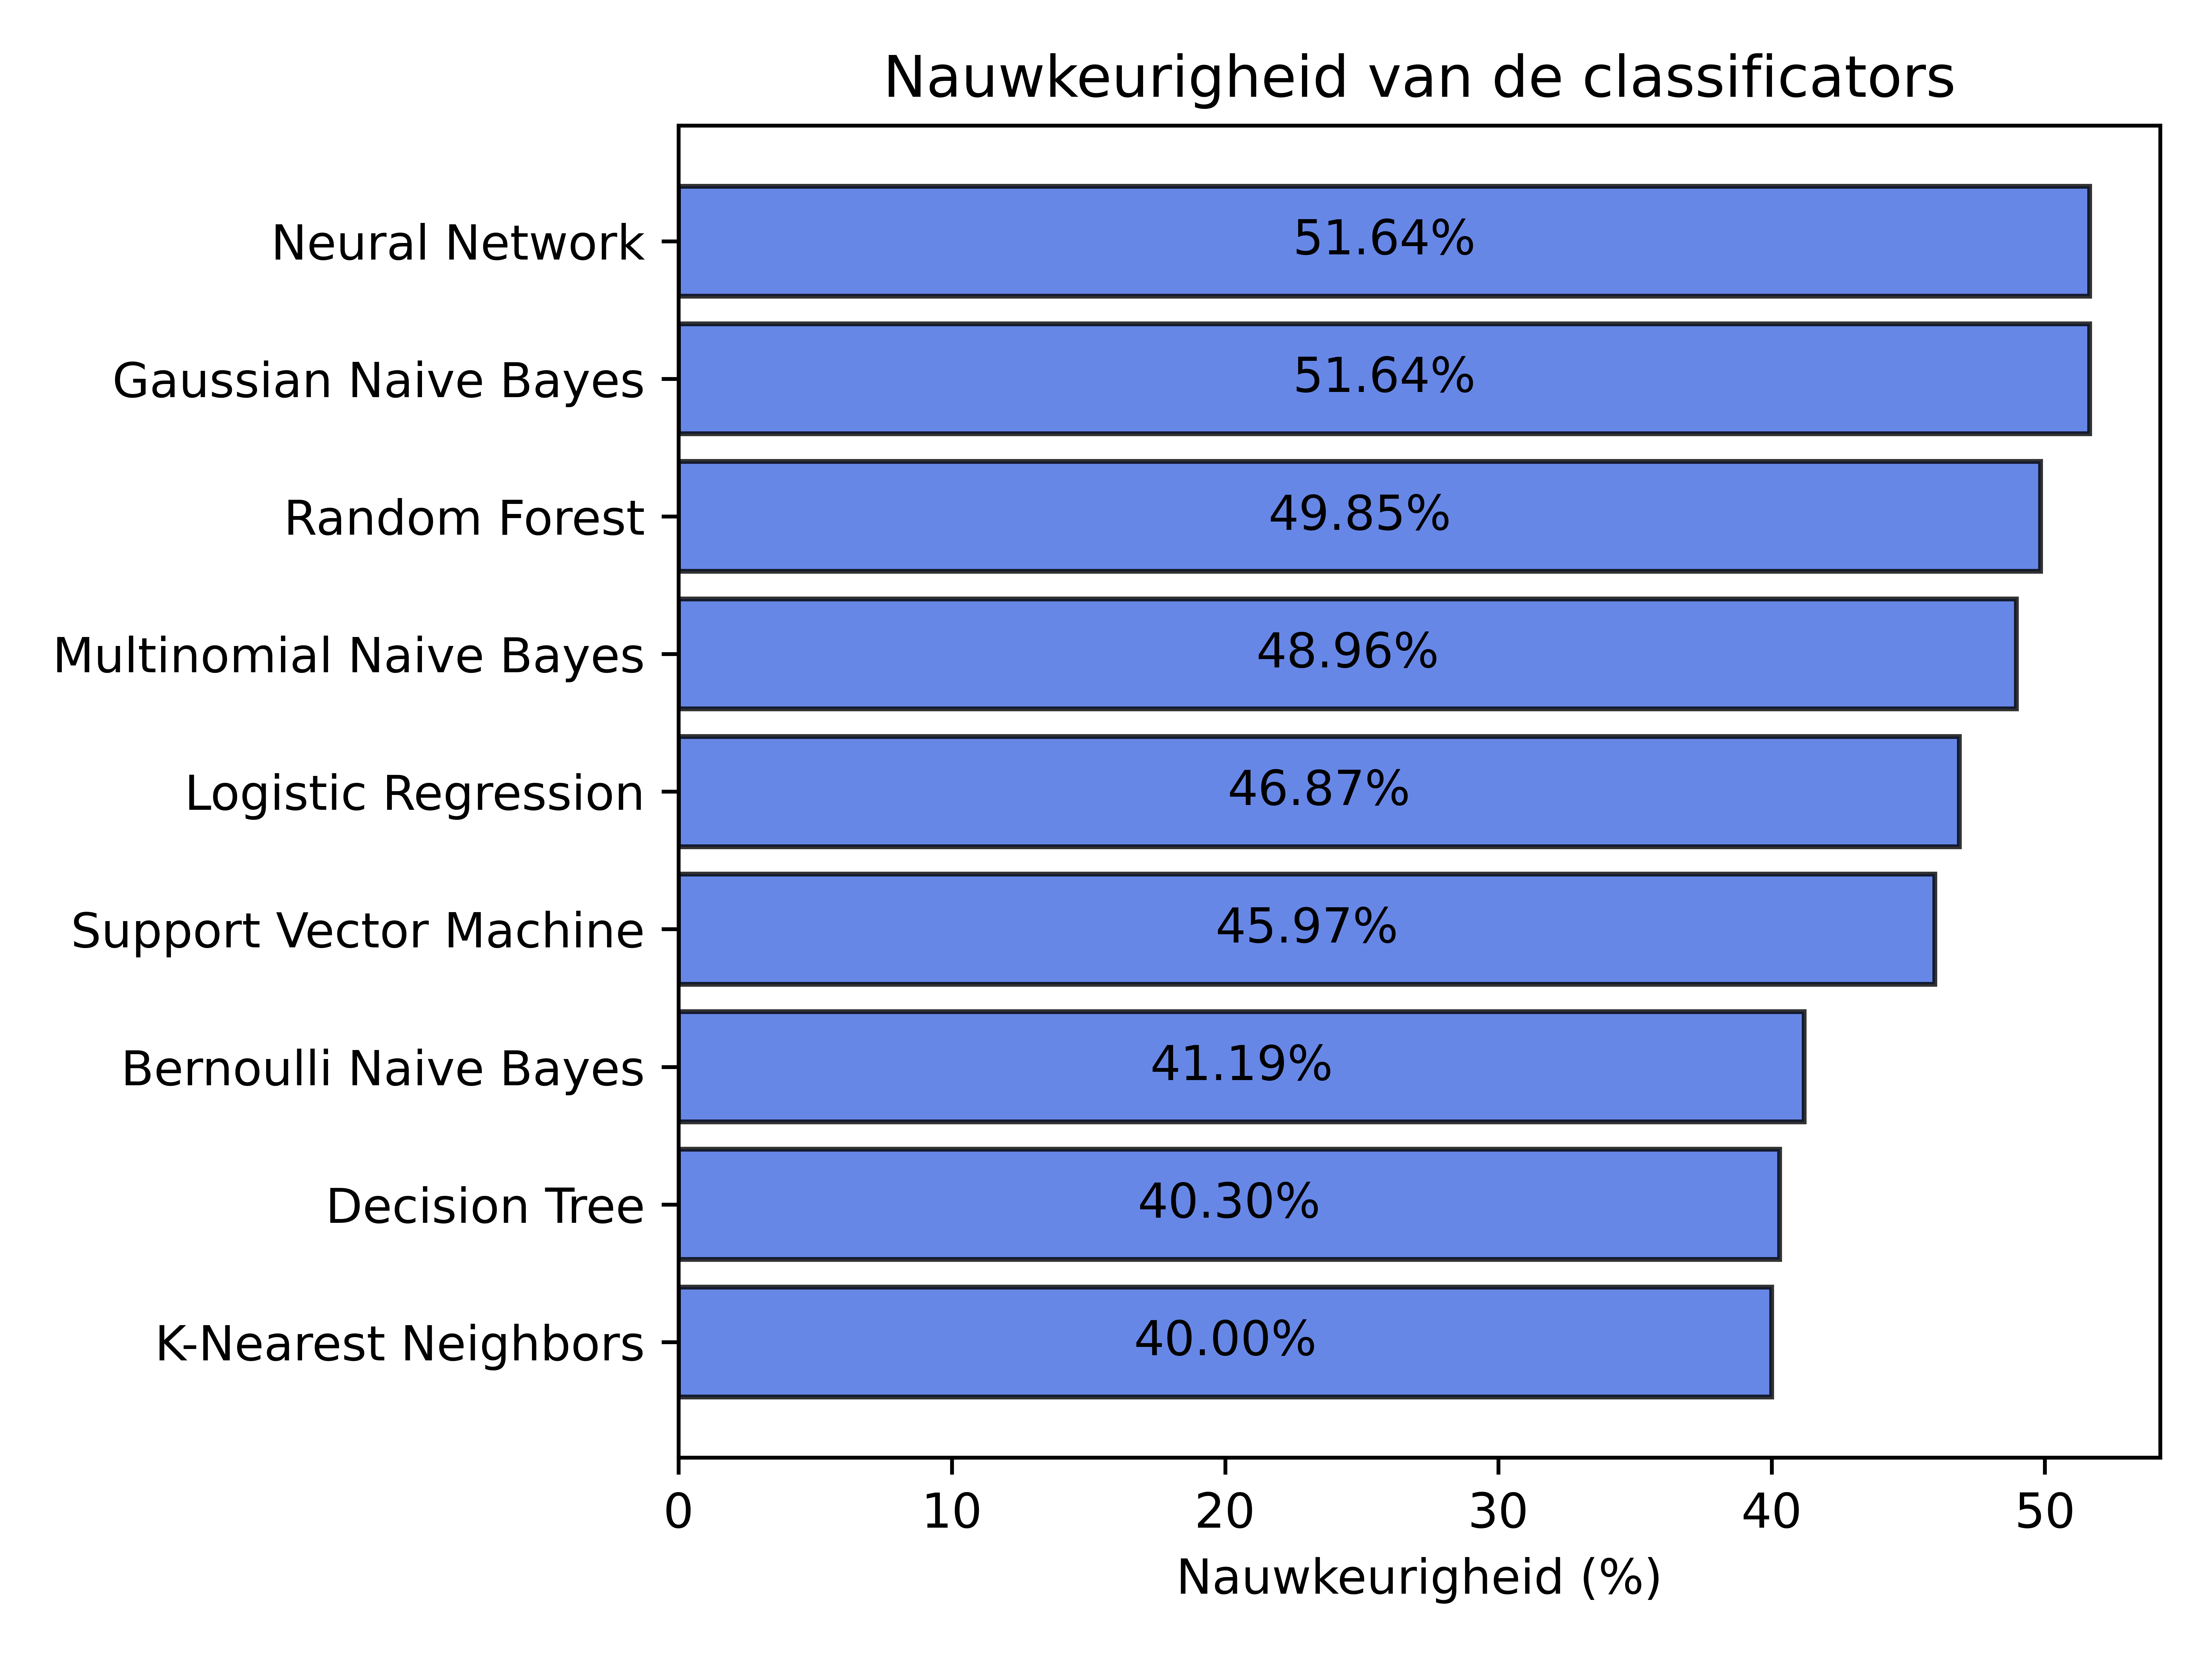 Nauwkeurigheid van de classificators
Neural Network
51.64%
Gaussian Naive Bayes
51.64%
Random Forest
49.85%
Multinomial Naive Bayes
48.96%
Logistic Regression
46.87%
Support Vector Machine
45.97%
Bernoulli Naive Bayes
41.19%
Decision Tree
40.30%
K-Nearest Neighbors
40.00%
0 10 20 30 40 50
Nauwkeurigheid (%)